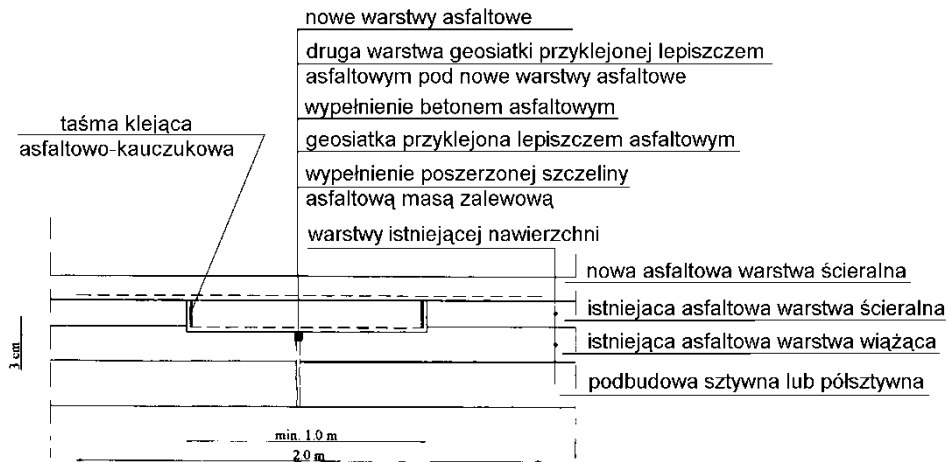 nowe warstwy asfaltowe
druga warstwa geosiatki przyklejonej lepiszczem
asfaltowym pod nowe warstwy asfaltowe
wypełnienie betonem asfaltowym
taśma klejąca
asfaltowo-kauczukowa
geosiatka przyklejona lepiszczem asfaltowym
wypełnienie poszerzonej szczeliny
asfaltową masą zalewową
warstwy istniejącej nawierzchni
nowa asfaltowa warstwa ścieralna
istniejaca asfaltowa warstwa ścieralna
istniejąca asfaltowa warstwa wiążąca
podbudowa sztywna lub półsztywna
3 cm
min. 1.0 m
2.0 m